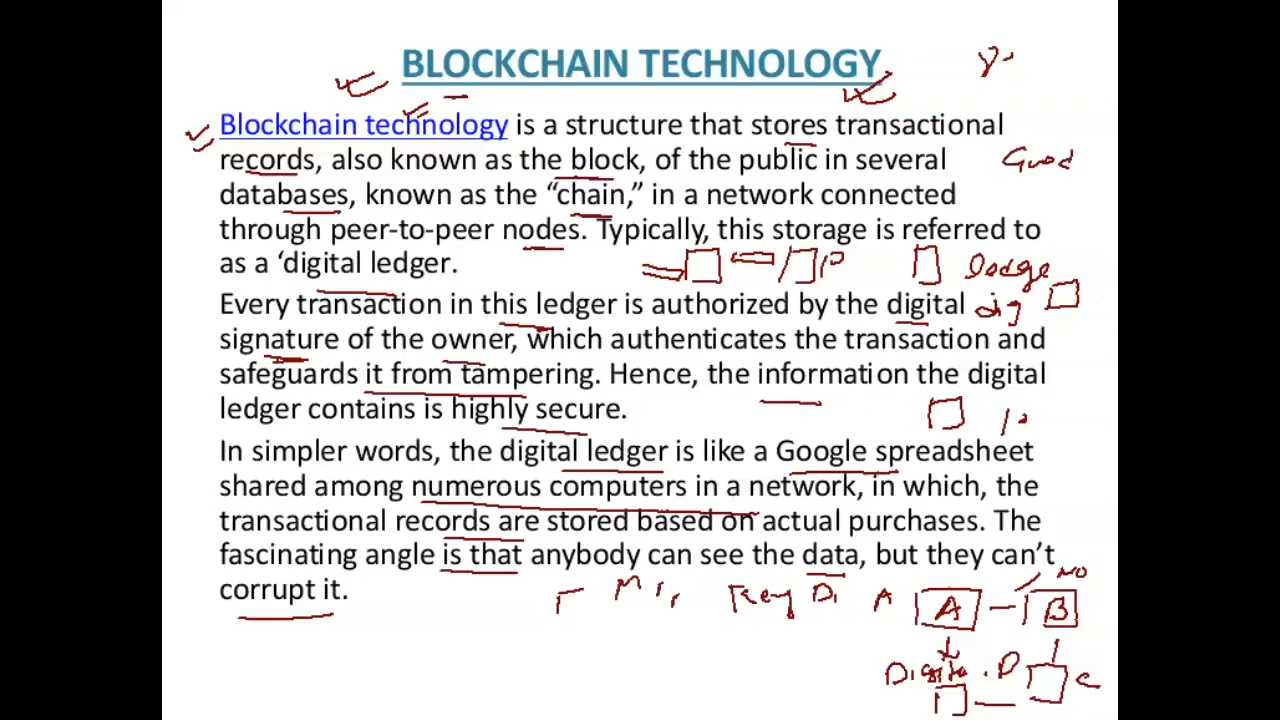 BLOCKCHAIN TECHNOLOGY
Blockchain technology is a structure that stores transactional
records, also known as the block, of the public in several
Good
databases, known as the “chain,” in a network connected
through peer-to-peer nodes. Typically, this storage is referred to
as a ‘digital ledger.
Every transaction in this ledger is authorized by the digital
dig
signature of the owner, which authenticates the transaction and
safeguards it from tampering. Hence, the information the digital
ledger contains is highly secure.
In simpler words, the digital ledger is like a Google spreadsheet
shared among numerous computers in a network, in which, the
transactional records are stored based on actual purchases. The
fascinating angle is that anybody can see the data, but they can’t
corrupt it.
NO
Key D A A B